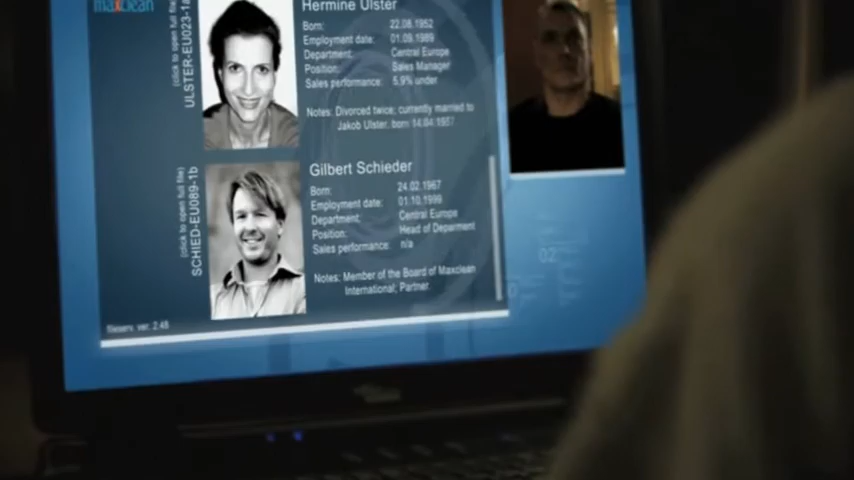 maxclean
(click to open full file)
ULSTER-EU023-1a
Hermine Ulster
Born: 22.08.1952
Employment date: 01.09.1989
Department: Central Europe
Position: Sales Manager
Sales performance: 5,9% under
Notes: Divorced twice; currently married to
Jakob Ulster, born 14.04.1957
(click to open full file)
SCHIED-EU089-1b
Gilbert Schieder
Born: 24.02.1967
Employment date: 01.10.1999
Department: Central Europe
Position: Head of Deparment
Sales performance: n/a
Notes: Member of the Board of Maxclean
International; Partner.
filesers. ver. 2.45
02